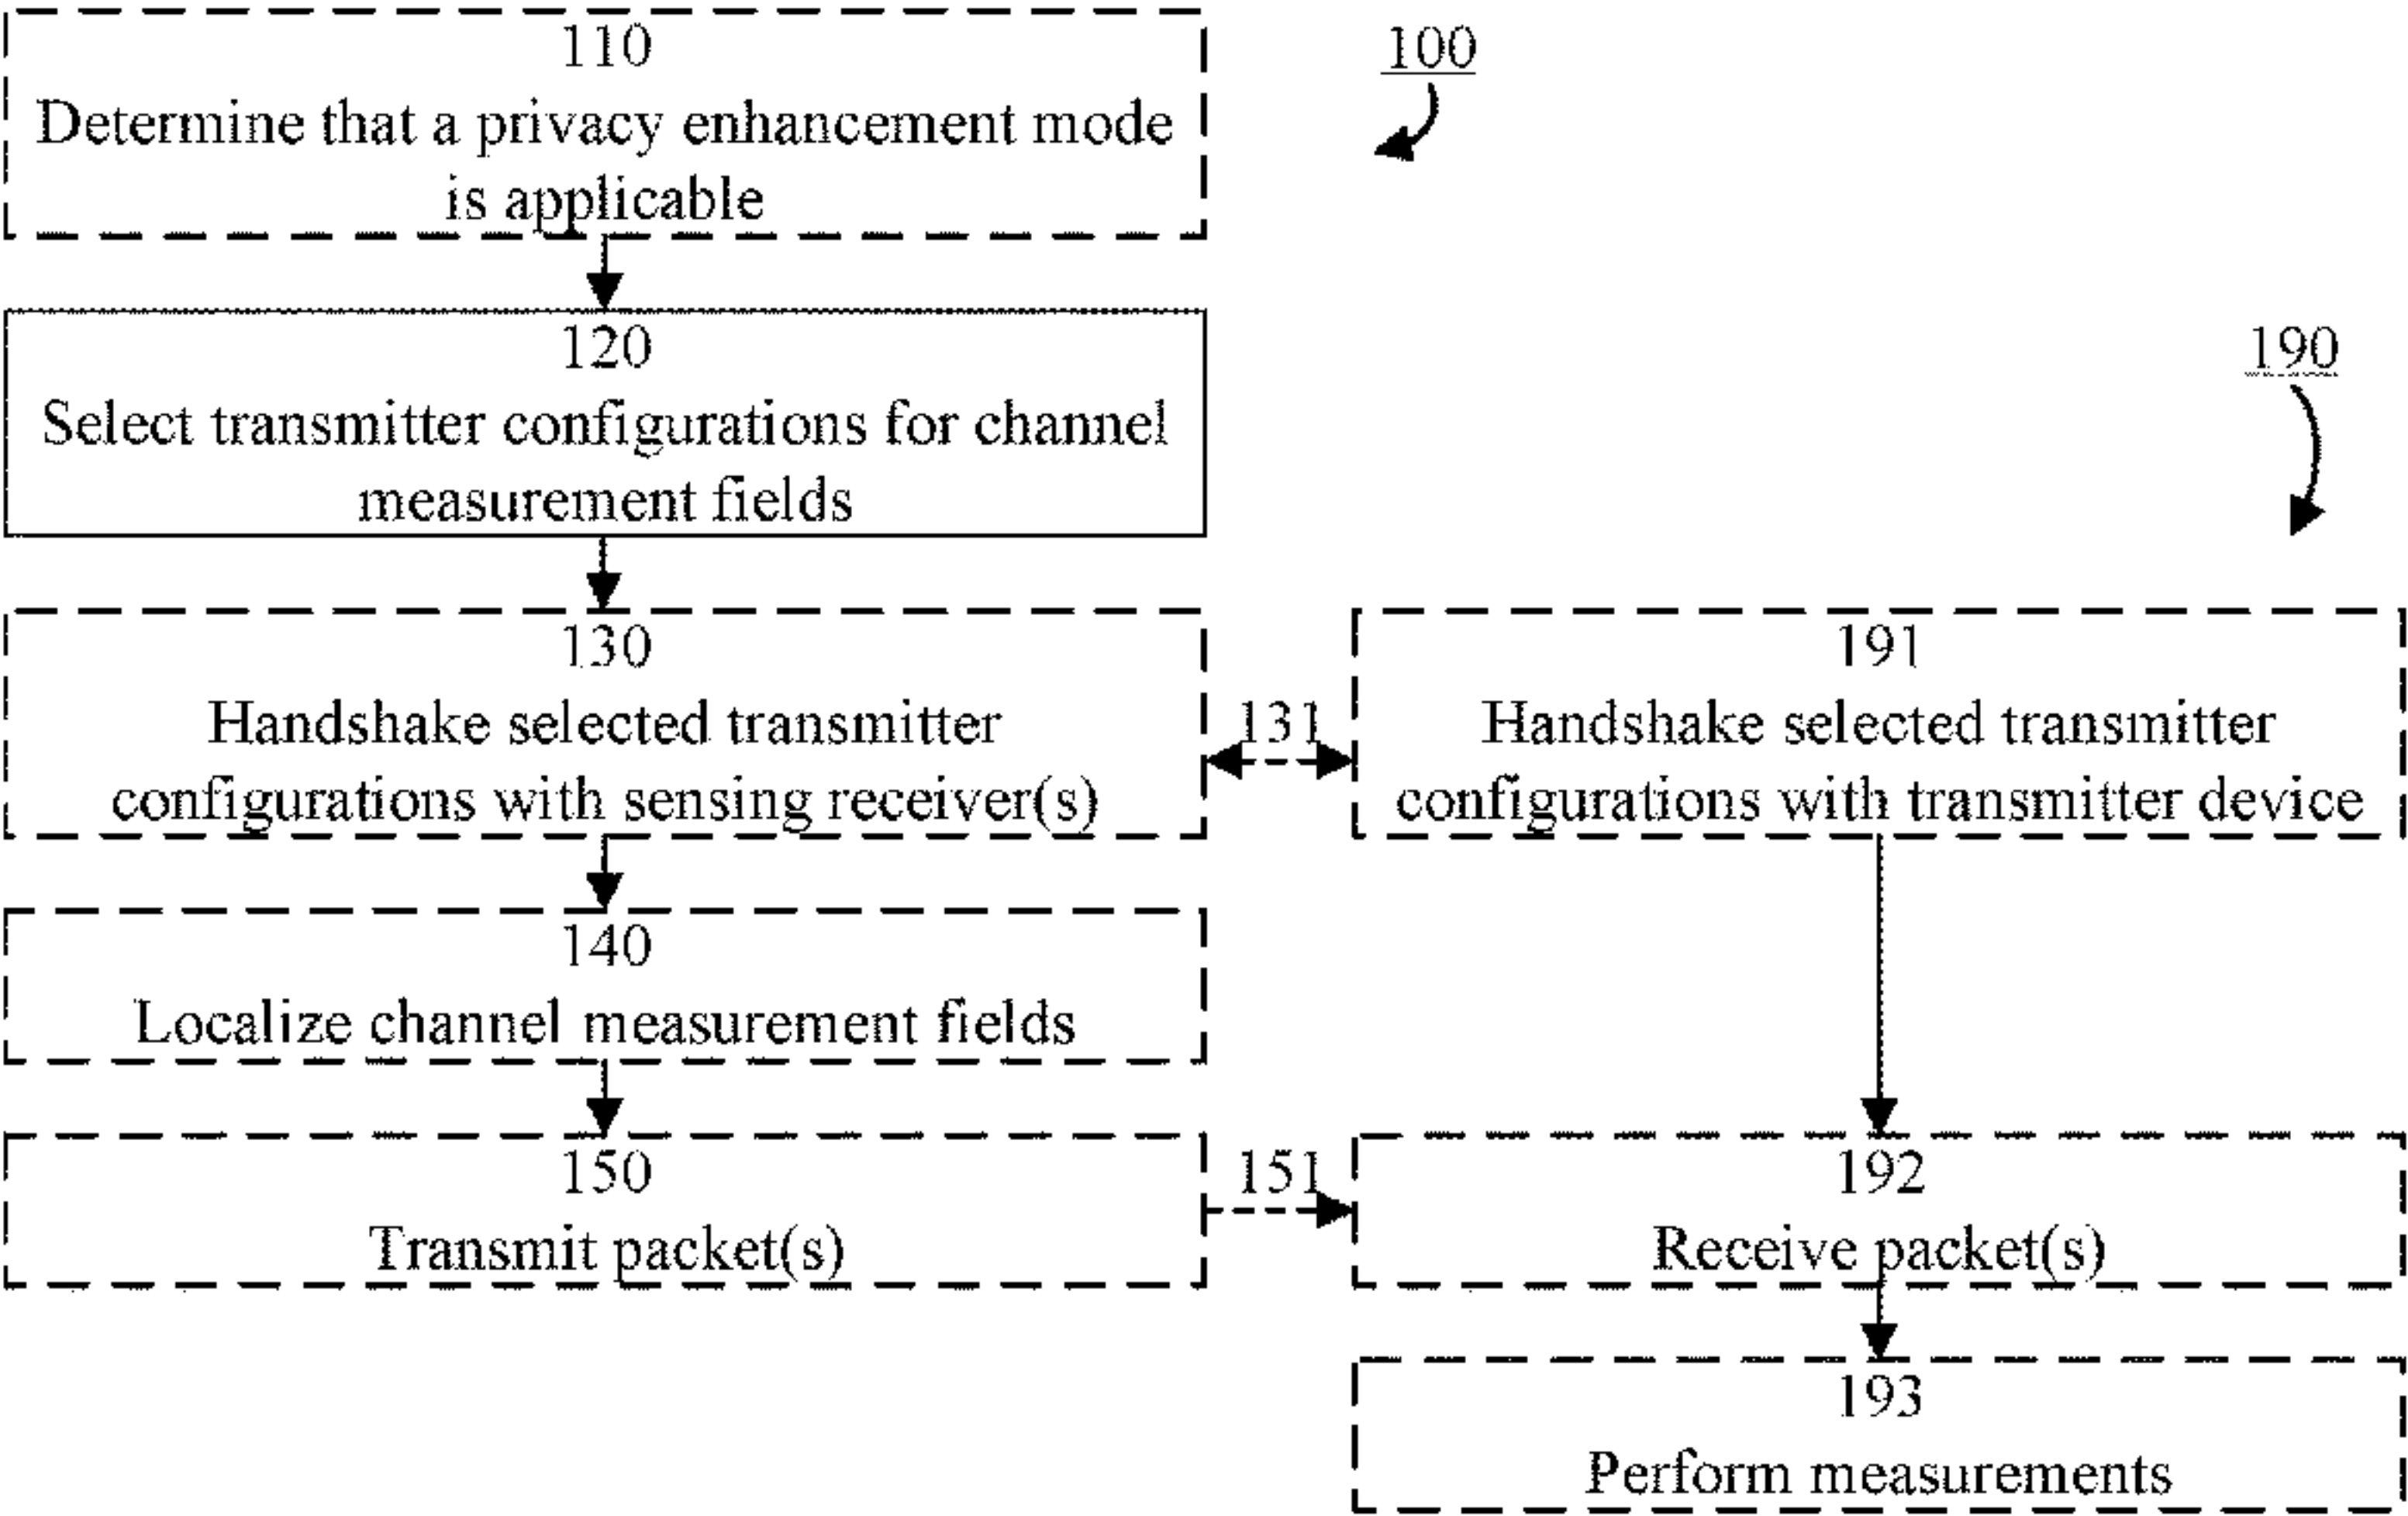 110
Determine that a privacy enhancement mode
is applicable
100
120
Select transmitter configurations for channel
measurement fields
190
130
Handshake selected transmitter
configurations with sensing receiver(s)
131
191
Handshake selected transmitter
configurations with transmitter device
140
Localize channel measurement fields
150
Transmit packet(s)
151
192
Receive packet(s)
193
Perform measurements